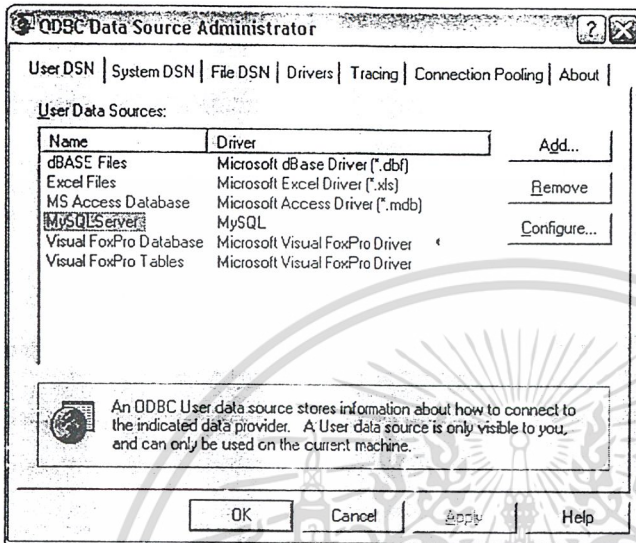 ODBC Data Source Administrator
User DSN System DSN File DSN Drivers Tracing Connection Pooling About
User Data Sources:
Name Driver
dBASE Files Microsoft dBase Driver (*.dbf)
Excel Files Microsoft Excel Driver (*.xls)
MS Access Database Microsoft Access Driver (*.mdb)
MySQLServer MySQL
Visual FoxPro Database Microsoft Visual FoxPro Driver
Visual FoxPro Tables Microsoft Visual FoxPro Driver
Add...
Remove
Configure...
An ODBC User data source stores information about how to connect to
the indicated data provider. A User data source is only visible to you,
and can only be used on the current machine.
OK Cancel Apply Help